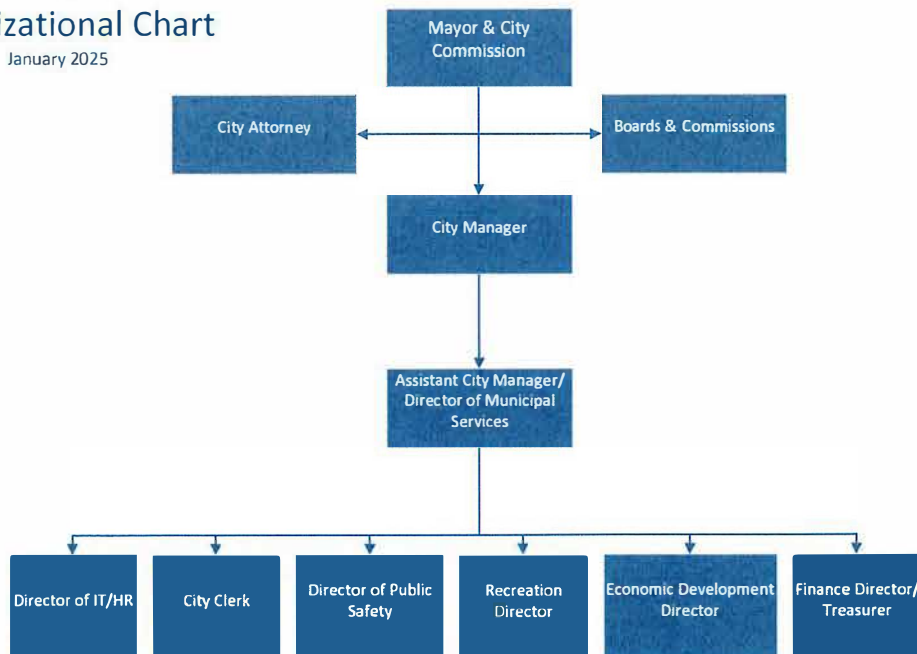 izational Chart
January 2025
Mayor & City
Commission
City Attorney
Boards & Commissions
City Manager
Assistant City Manager/
Director of Municipal
Services
Director of IT/HR
City Clerk
Director of Public
Safety
Recreation
Director
Economic Development
Director
Finance Director/
Treasurer